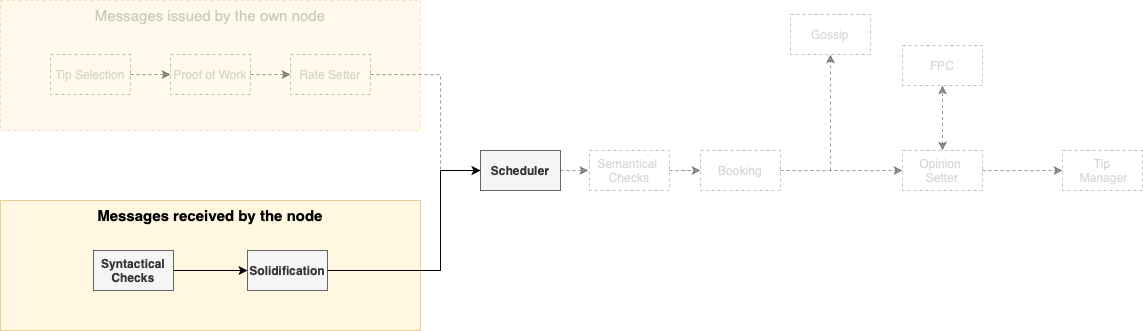 Messages issued by the own node
Tip Selection
Proof of Work
Rate Setter
Gossip
FPC
Scheduler
Semantical
Checks
Booking
Opinion
Setter
Tip
Manager
Messages received by the node
Syntactical
Checks
Solidification